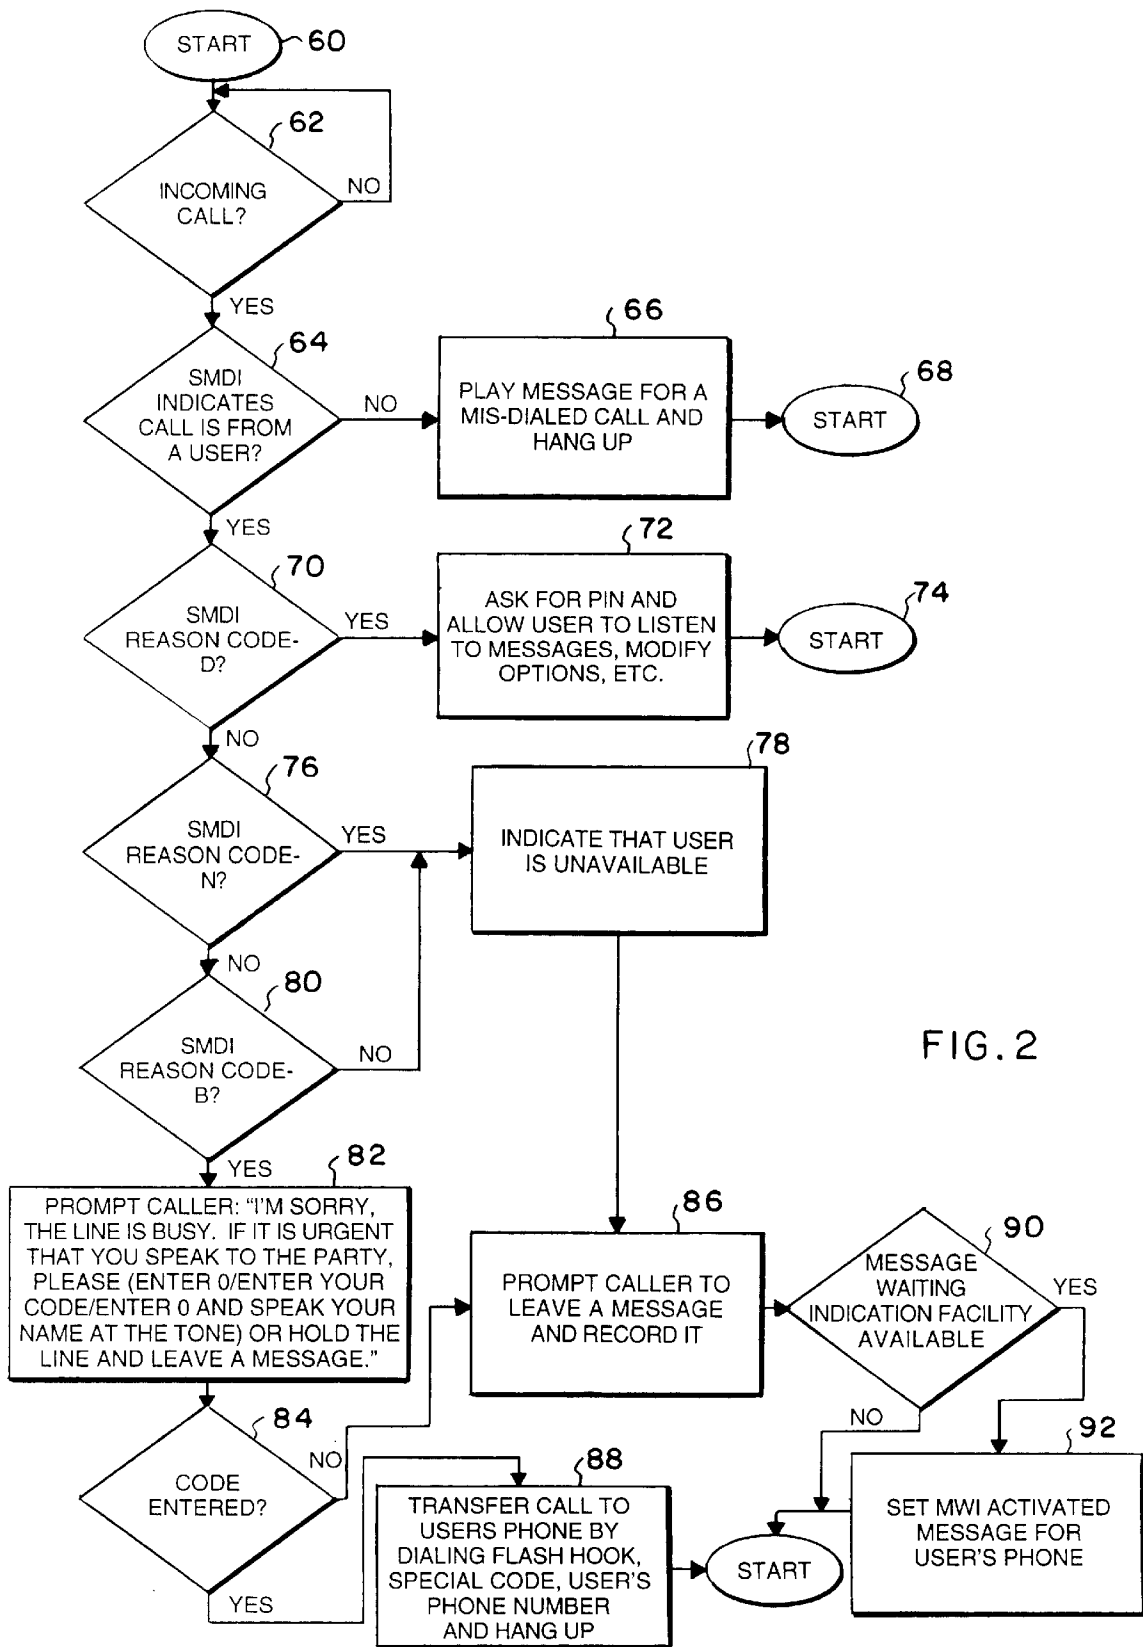 START
60
62
INCOMING
CALL?
NO
YES
64
SMDI
INDICATES
CALL IS FROM
A USER?
NO
66
PLAY MESSAGE FOR A
MIS-DIALED CALL AND
HANG UP
68
START
YES
70
SMDI
REASON CODE-
D?
YES
72
ASK FOR PIN AND
ALLOW USER TO LISTEN
TO MESSAGES, MODIFY
OPTIONS, ETC.
74
START
NO
76
SMDI
REASON CODE-
N?
YES
78
INDICATE THAT USER
IS UNAVAILABLE
NO
80
SMDI
REASON CODE-
B?
NO
FIG. 2
YES
82
PROMPT CALLER: "I'M SORRY,
THE LINE IS BUSY. IF IT IS URGENT
THAT YOU SPEAK TO THE PARTY,
PLEASE (ENTER 0/ENTER YOUR
CODE/ENTER 0 AND SPEAK YOUR
NAME AT THE TONE) OR HOLD THE
LINE AND LEAVE A MESSAGE."
86
PROMPT CALLER TO
LEAVE A MESSAGE
AND RECORD IT
90
MESSAGE
WAITING
INDICATION FACILITY
AVAILABLE
YES
NO
84
CODE
ENTERED?
NO
YES
88
TRANSFER CALL TO
USERS PHONE BY
DIALING FLASH HOOK,
SPECIAL CODE, USER'S
PHONE NUMBER
AND HANG UP
START
92
SET MWI ACTIVATED
MESSAGE FOR
USER'S PHONE